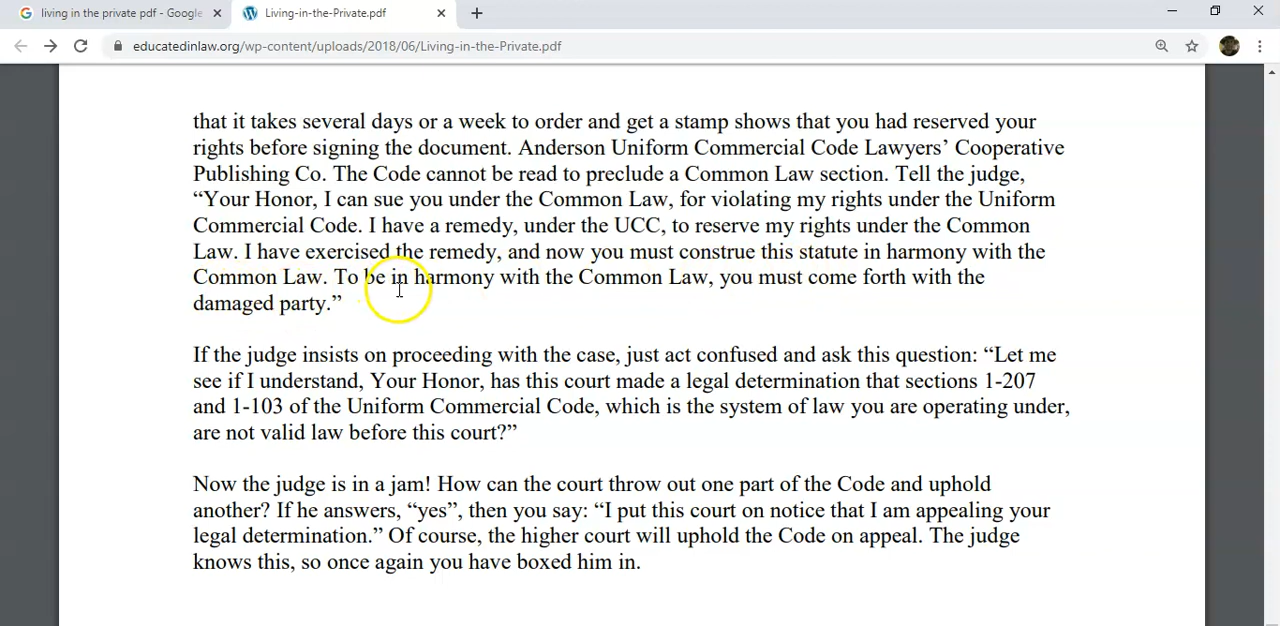 living in the private pdf - Google
Living-in-the-Private.pdf
educatedinlaw.org/wp-content/uploads/2018/06/Living-in-the-Private.pdf
that it takes several days or a week to order and get a stamp shows that you had reserved your
rights before signing the document. Anderson Uniform Commercial Code Lawyers’ Cooperative
Publishing Co. The Code cannot be read to preclude a Common Law section. Tell the judge,
“Your Honor, I can sue you under the Common Law, for violating my rights under the Uniform
Commercial Code. I have a remedy, under the UCC, to reserve my rights under the Common
Law. I have exercised the remedy, and now you must construe this statute in harmony with the
Common Law. To be in harmony with the Common Law, you must come forth with the
damaged party.”
If the judge insists on proceeding with the case, just act confused and ask this question: “Let me
see if I understand, Your Honor, has this court made a legal determination that sections 1-207
and 1-103 of the Uniform Commercial Code, which is the system of law you are operating under,
are not valid law before this court?”
Now the judge is in a jam! How can the court throw out one part of the Code and uphold
another? If he answers, “yes”, then you say: “I put this court on notice that I am appealing your
legal determination.” Of course, the higher court will uphold the Code on appeal. The judge
knows this, so once again you have boxed him in.